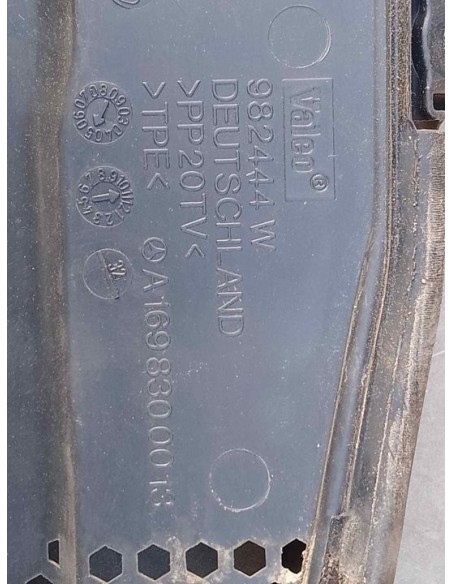 Valeo®
982444 W
DEUTSCHLAND
>PP20TV<
>TPE<
A 169 830 00 13